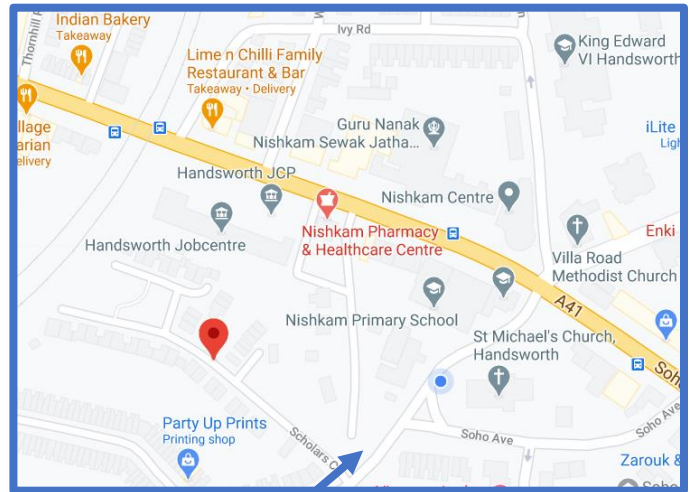 Indian Bakery
Takeaway
Thornhill R
Ivy Rd
King Edward
VI Handsworth
Lime n Chilli Family
Restaurant & Bar
Takeaway • Delivery
Guru Nanak
Nishkam Sewak Jatha...
iLite
Ligh
llage
arian
elivery
Handsworth JCP
Nishkam Centre
Handsworth Jobcentre
Nishkam Pharmacy
& Healthcare Centre
Enki
Villa Road
Methodist Church
A41
Nishkam Primary School
St Michael's Church,
Handsworth
Soho
Party Up Prints
Printing shop
Scholars C
Soho Ave
Soho Ave
Zarouk &